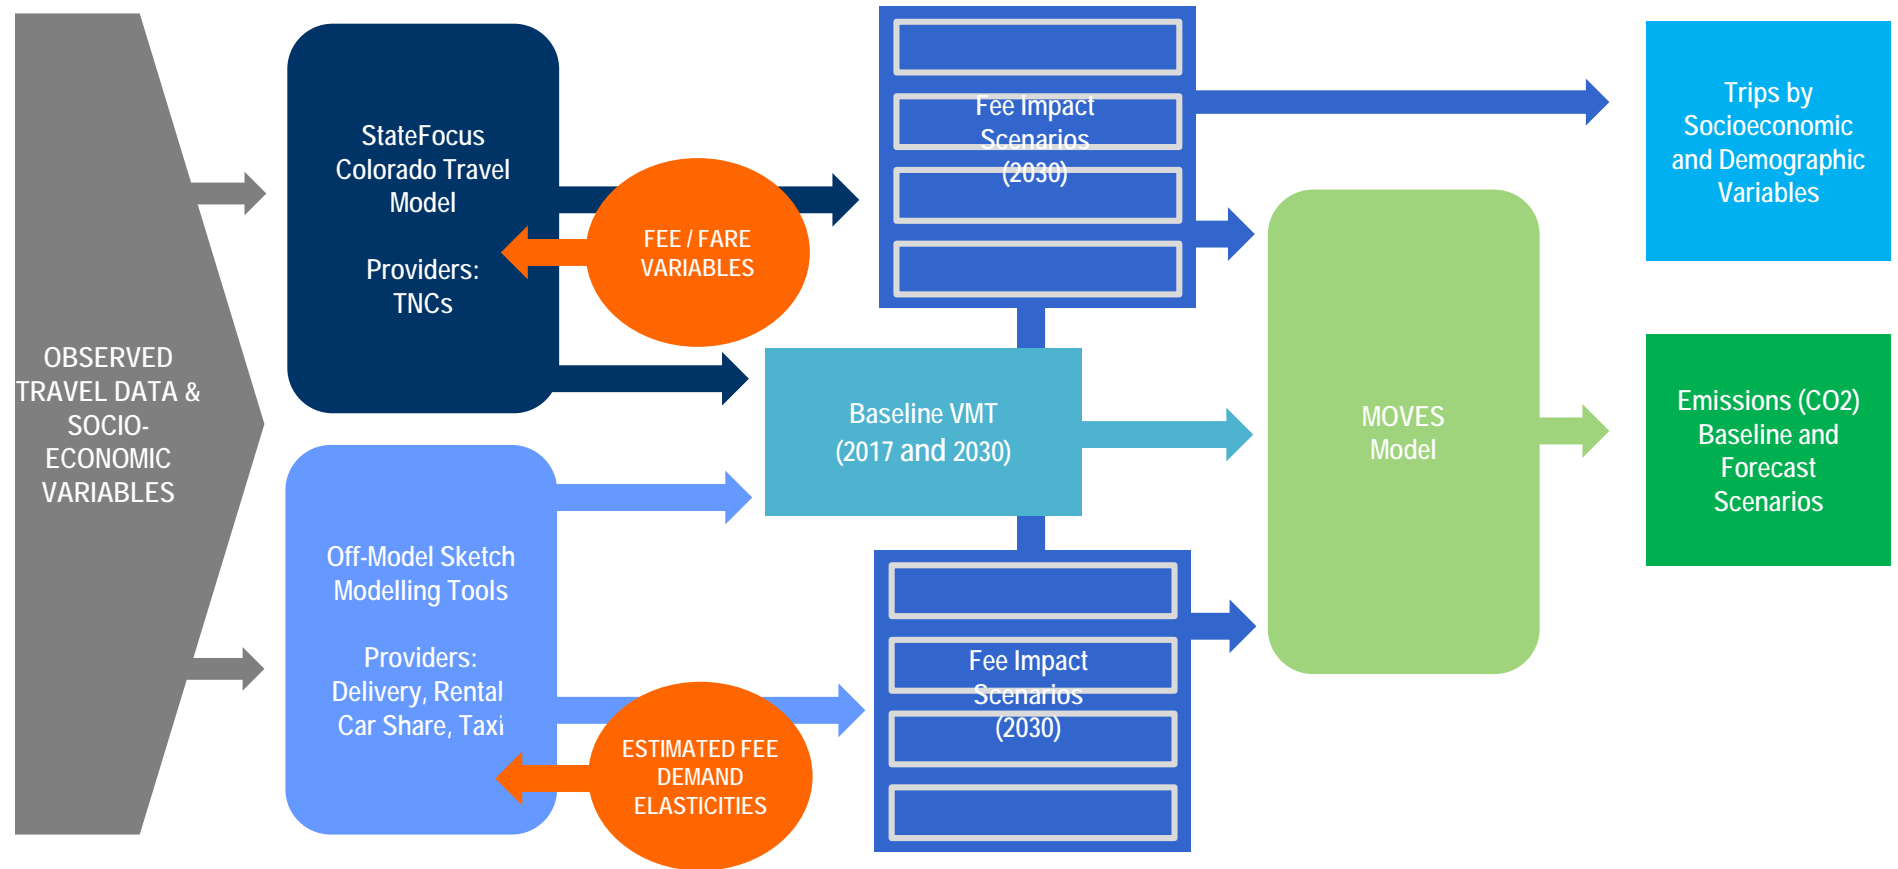 OBSERVED
TRAVEL DATA &
SOCIO-
ECONOMIC
VARIABLES
StateFocus
Colorado Travel
Model
Providers:
TNCs
FEE / FARE
VARIABLES
Fee Impact
Scenarios
(2030)
Trips by
Socioeconomic
and Demographic
Variables
Baseline VMT
(2017 and 2030)
MOVES
Model
Emissions (CO2)
Baseline and
Forecast
Scenarios
Off-Model Sketch
Modelling Tools
Providers:
Delivery, Rental
Car Share, Taxi
ESTIMATED FEE
DEMAND
ELASTICITIES
Fee Impact
Scenarios
(2030)